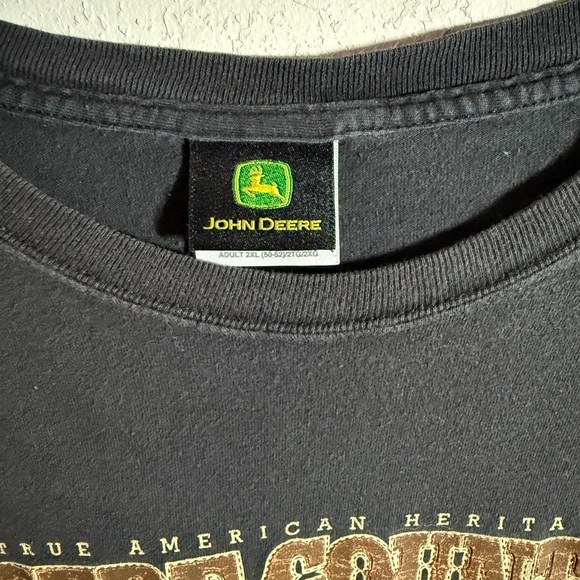 JOHN DEERE
ADULT 2XL (50-52)/2TG/2XG
TRUE AMERICAN HERITA